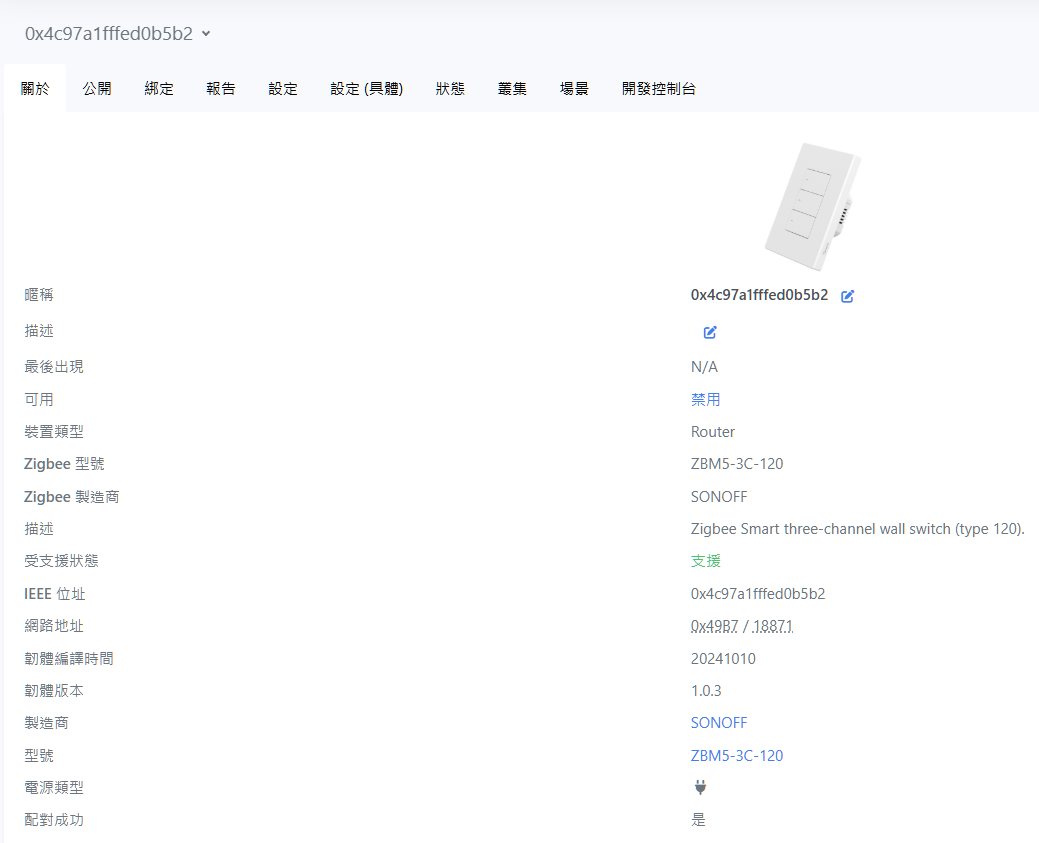 0x4c97a1fffed0b5b2
關於 公開 綁定 報告 設定 設定 (具體) 狀態 叢集 場景 開發控制台
暱稱 0x4c97a1fffed0b5b2
描述
最後出現 N/A
可用 禁用
裝置類型 Router
Zigbee 型號 ZBM5-3C-120
Zigbee 製造商 SONOFF
描述 Zigbee Smart three-channel wall switch (type 120).
受支援狀態 支援
IEEE 位址 0x4c97a1fffed0b5b2
網路地址 0x49B7 / 18871
韌體編譯時間 20241010
韌體版本 1.0.3
製造商 SONOFF
型號 ZBM5-3C-120
電源類型
配對成功 是